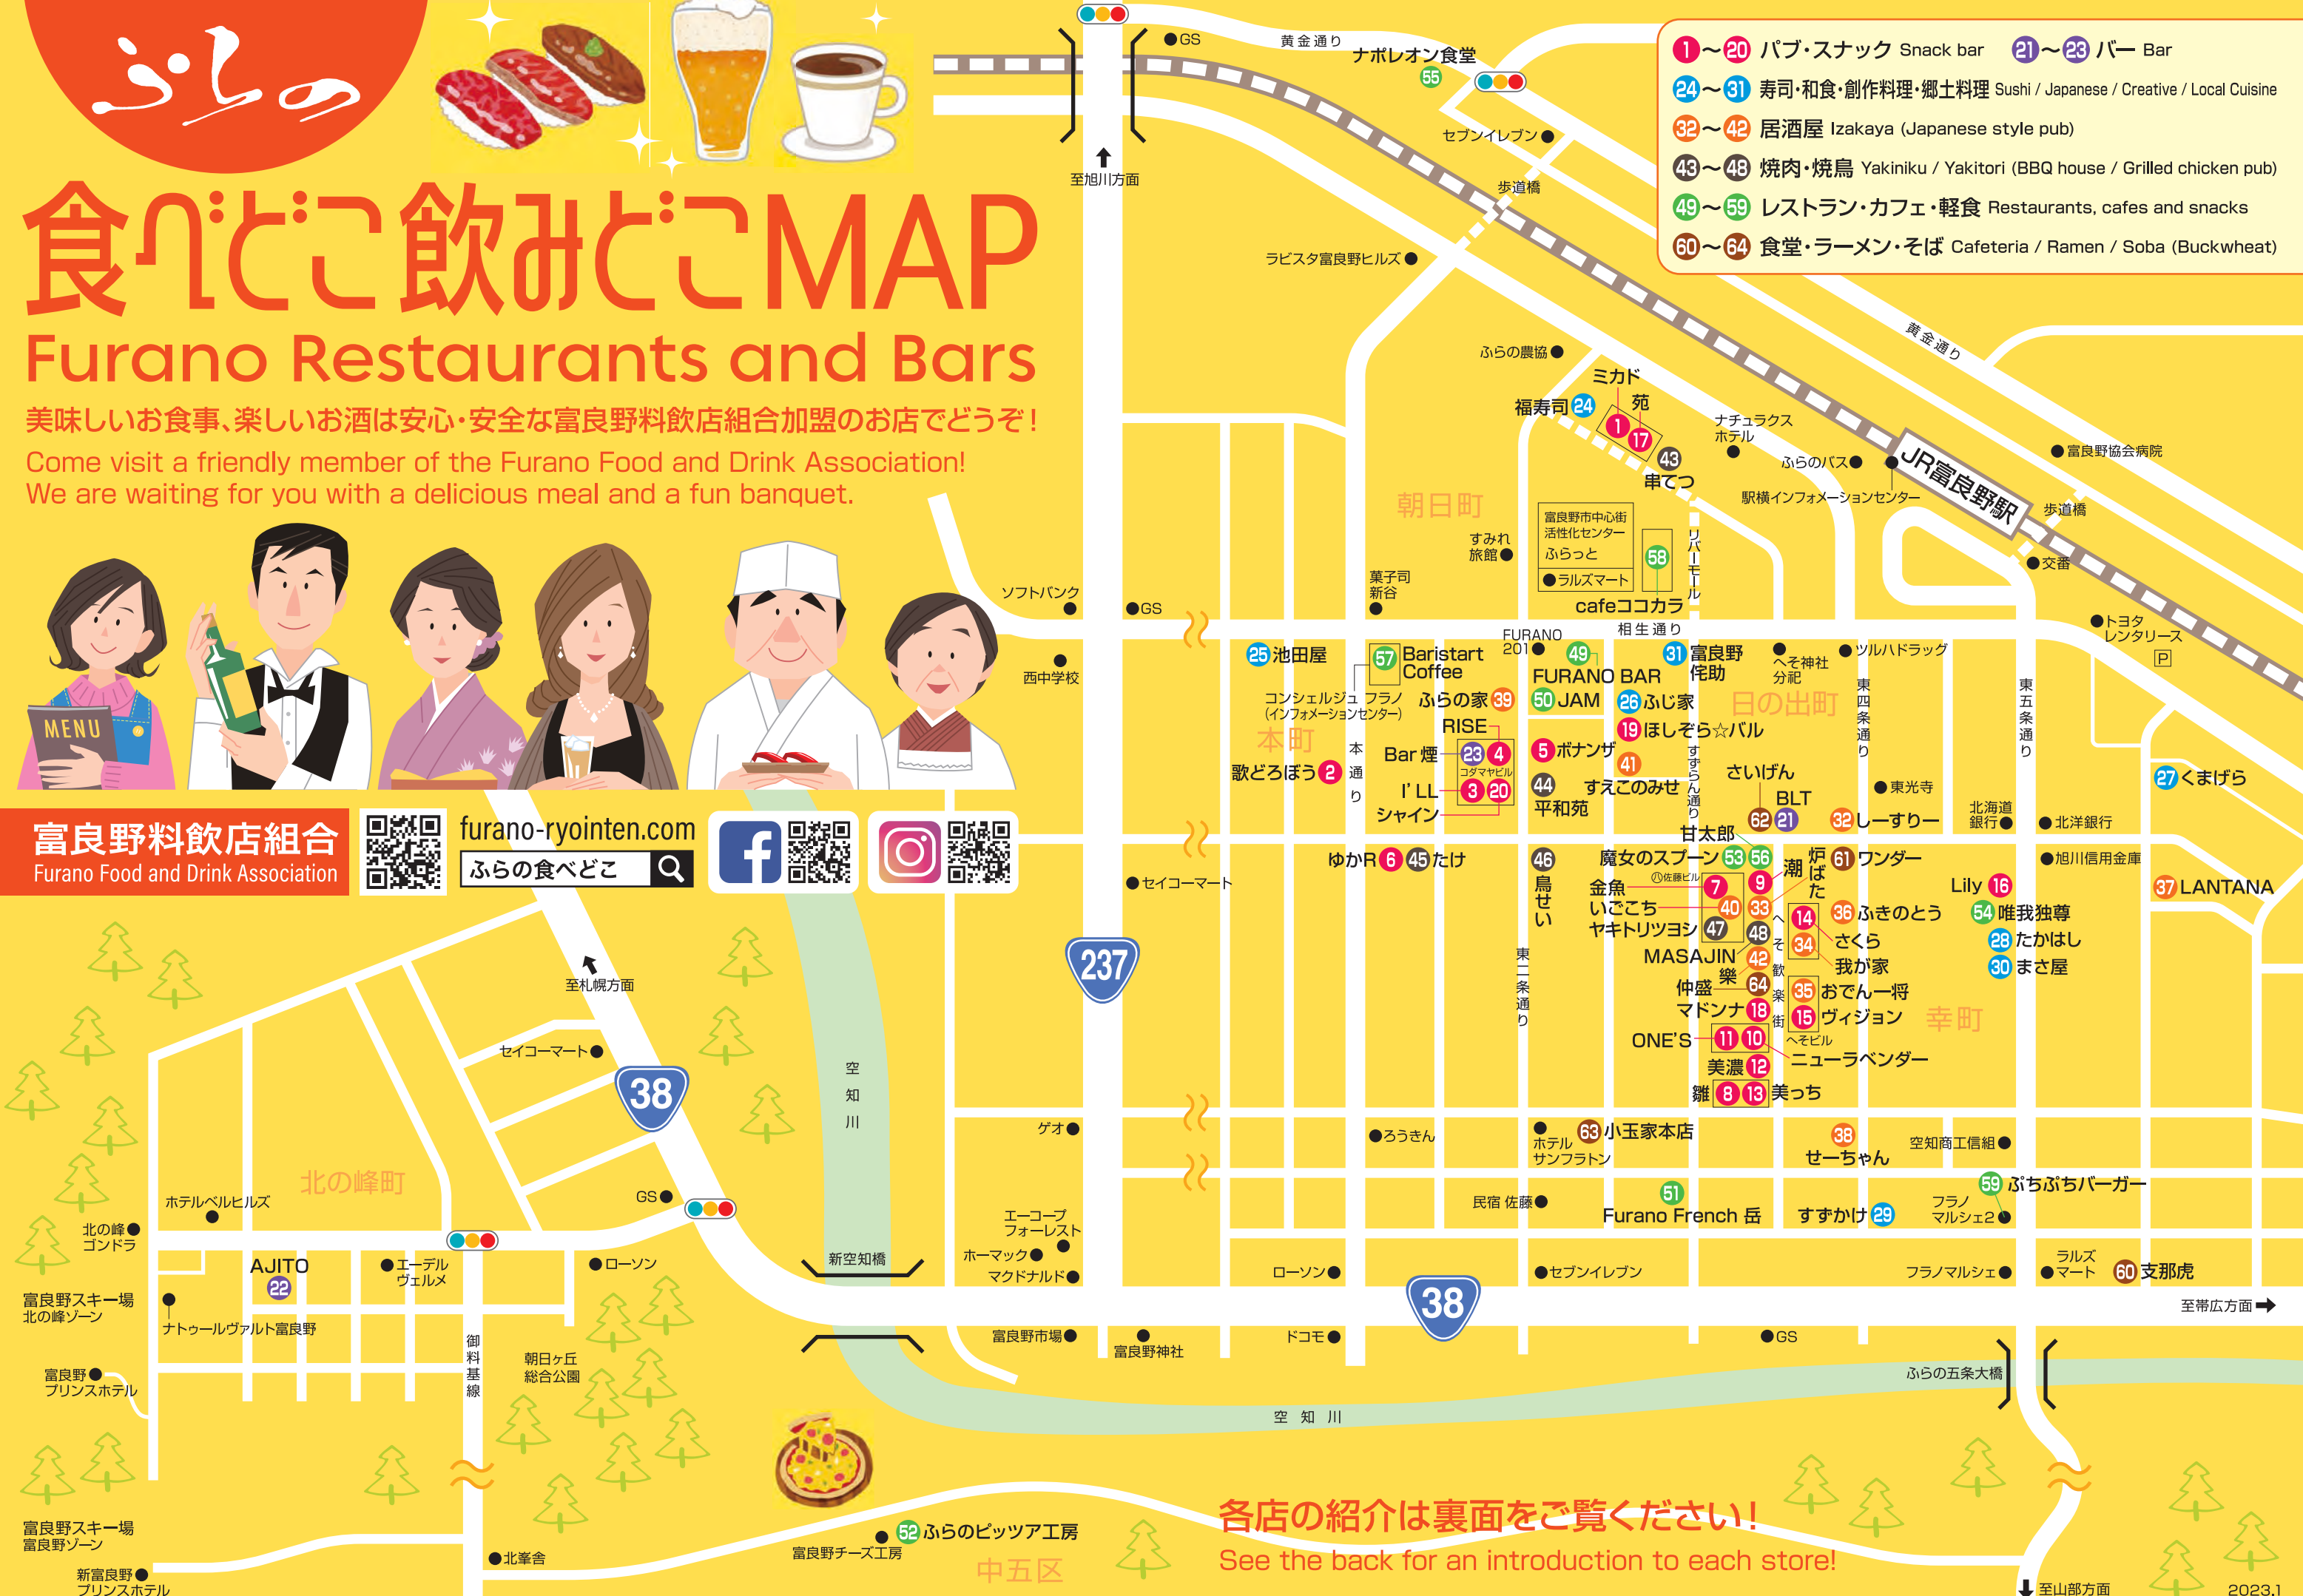 ふらの
食べどこ飲みどこMAP
Furano Restaurants and Bars
美味しいお食事、楽しいお酒は安心・安全な富良野料飲店組合加盟のお店でどうぞ!
Come visit a friendly member of the Furano Food and Drink Association!
We are waiting for you with a delicious meal and a fun banquet.
MENU
富良野料飲店組合
Furano Food and Drink Association
furano-ryointen.com
ふらの食べどこ
1～20 パブ・スナック Snack bar 21～23 バー Bar
24～31 寿司・和食・創作料理・郷土料理 Sushi / Japanese / Creative / Local Cuisine
32～42 居酒屋 Izakaya (Japanese style pub)
43～48 焼肉・焼鳥 Yakiniku / Yakitori (BBQ house / Grilled chicken pub)
49～59 レストラン・カフェ・軽食 Restaurants, cafes and snacks
60～64 食堂・ラーメン・そば Cafeteria / Ramen / Soba (Buckwheat)
GS
黄金通り
ナポレオン食堂
55
セブンイレブン
至旭川方面
歩道橋
ラビスタ富良野ヒルズ
黄金通り
ふらの農協
ミカド
苑
福寿司 24
1 17
43
串てつ
ナチュラクス
ホテル
ふらのバス
駅横インフォメーションセンター
JR富良野駅
富良野協会病院
歩道橋
交番
朝日町
富良野市中心街
活性化センター
ふらっと
ラルズマート
58
リバーモール
すみれ
旅館
菓子司
新谷
cafeココカラ
ソフトバンク
GS
トヨタ
レンタリース
P
相生通り
西中学校
25 池田屋
57 Baristart
Coffee
コンシェルジュ フラノ
(インフォメーションセンター)
FURANO
201
49
FURANO BAR
31 富良野
侘助
へそ神社
分祀
ツルハドラッグ
ふらの家 39
50 JAM
26 ふじ家
日の出町
東四条通り
東五条通り
RISE
19 ほしぞら☆バル
本町
本通り
Bar 煙 23 4
コダマヤビル
5 ボナンザ
41
すえこのみせ
すずらん通り
歌どろぼう 2
I'LL 3 20
シャイン
44
平和苑
さいげん
BLT
62 21
東光寺
27 くまげら
32 しーすりー
北海道
銀行
北洋銀行
甘太郎
ゆかR 6 45 たけ
46
鳥せい
魔女のスプーン 53 56
㊇佐藤ビル
潮
炉ばた
61 ワンダー
旭川信用金庫
セイコーマート
金魚 7
9
Lily 16
37 LANTANA
いごこち 40 33
へそ歓楽街
14
36 ふきのとう
54 唯我独尊
ヤキトリツヨシ 47
48
34
さくら
28 たかはし
MASAJIN
42
我が家
30 まさ屋
樂
仲盛 64
35 おでん一将
マドンナ 18
15 ヴィジョン
幸町
ONE'S 11 10
へそビル
ニューラベンダー
美濃 12
雛 8 13 美っち
東二条通り
237
至札幌方面
セイコーマート
38
空知川
ゲオ
ろうきん
ホテル
サンフラトン
63 小玉家本店
38
せーちゃん
空知商工信組
59 ぷちぷちバーガー
北の峰町
ホテルベルヒルズ
GS
北の峰
ゴンドラ
エーコープ
フォーレスト
民宿 佐藤
51
Furano French 岳
すずかけ 29
フラノ
マルシェ2
AJITO
22
エーデル
ヴェルメ
ローソン
新空知橋
ホーマック
マクドナルド
ローソン
38
セブンイレブン
フラノマルシェ
ラルズ
マート
60 支那虎
富良野スキー場
北の峰ゾーン
ナトゥールヴァルト富良野
至帯広方面
富良野市場
富良野神社
ドコモ
GS
御料基線
朝日ヶ丘
総合公園
富良野
プリンスホテル
ふらの五条大橋
空知川
富良野スキー場
富良野ゾーン
新富良野
プリンスホテル
北峯舎
52 ふらのピッツア工房
富良野チーズ工房
中五区
各店の紹介は裏面をご覧ください!
See the back for an introduction to each store!
至山部方面
2023.1